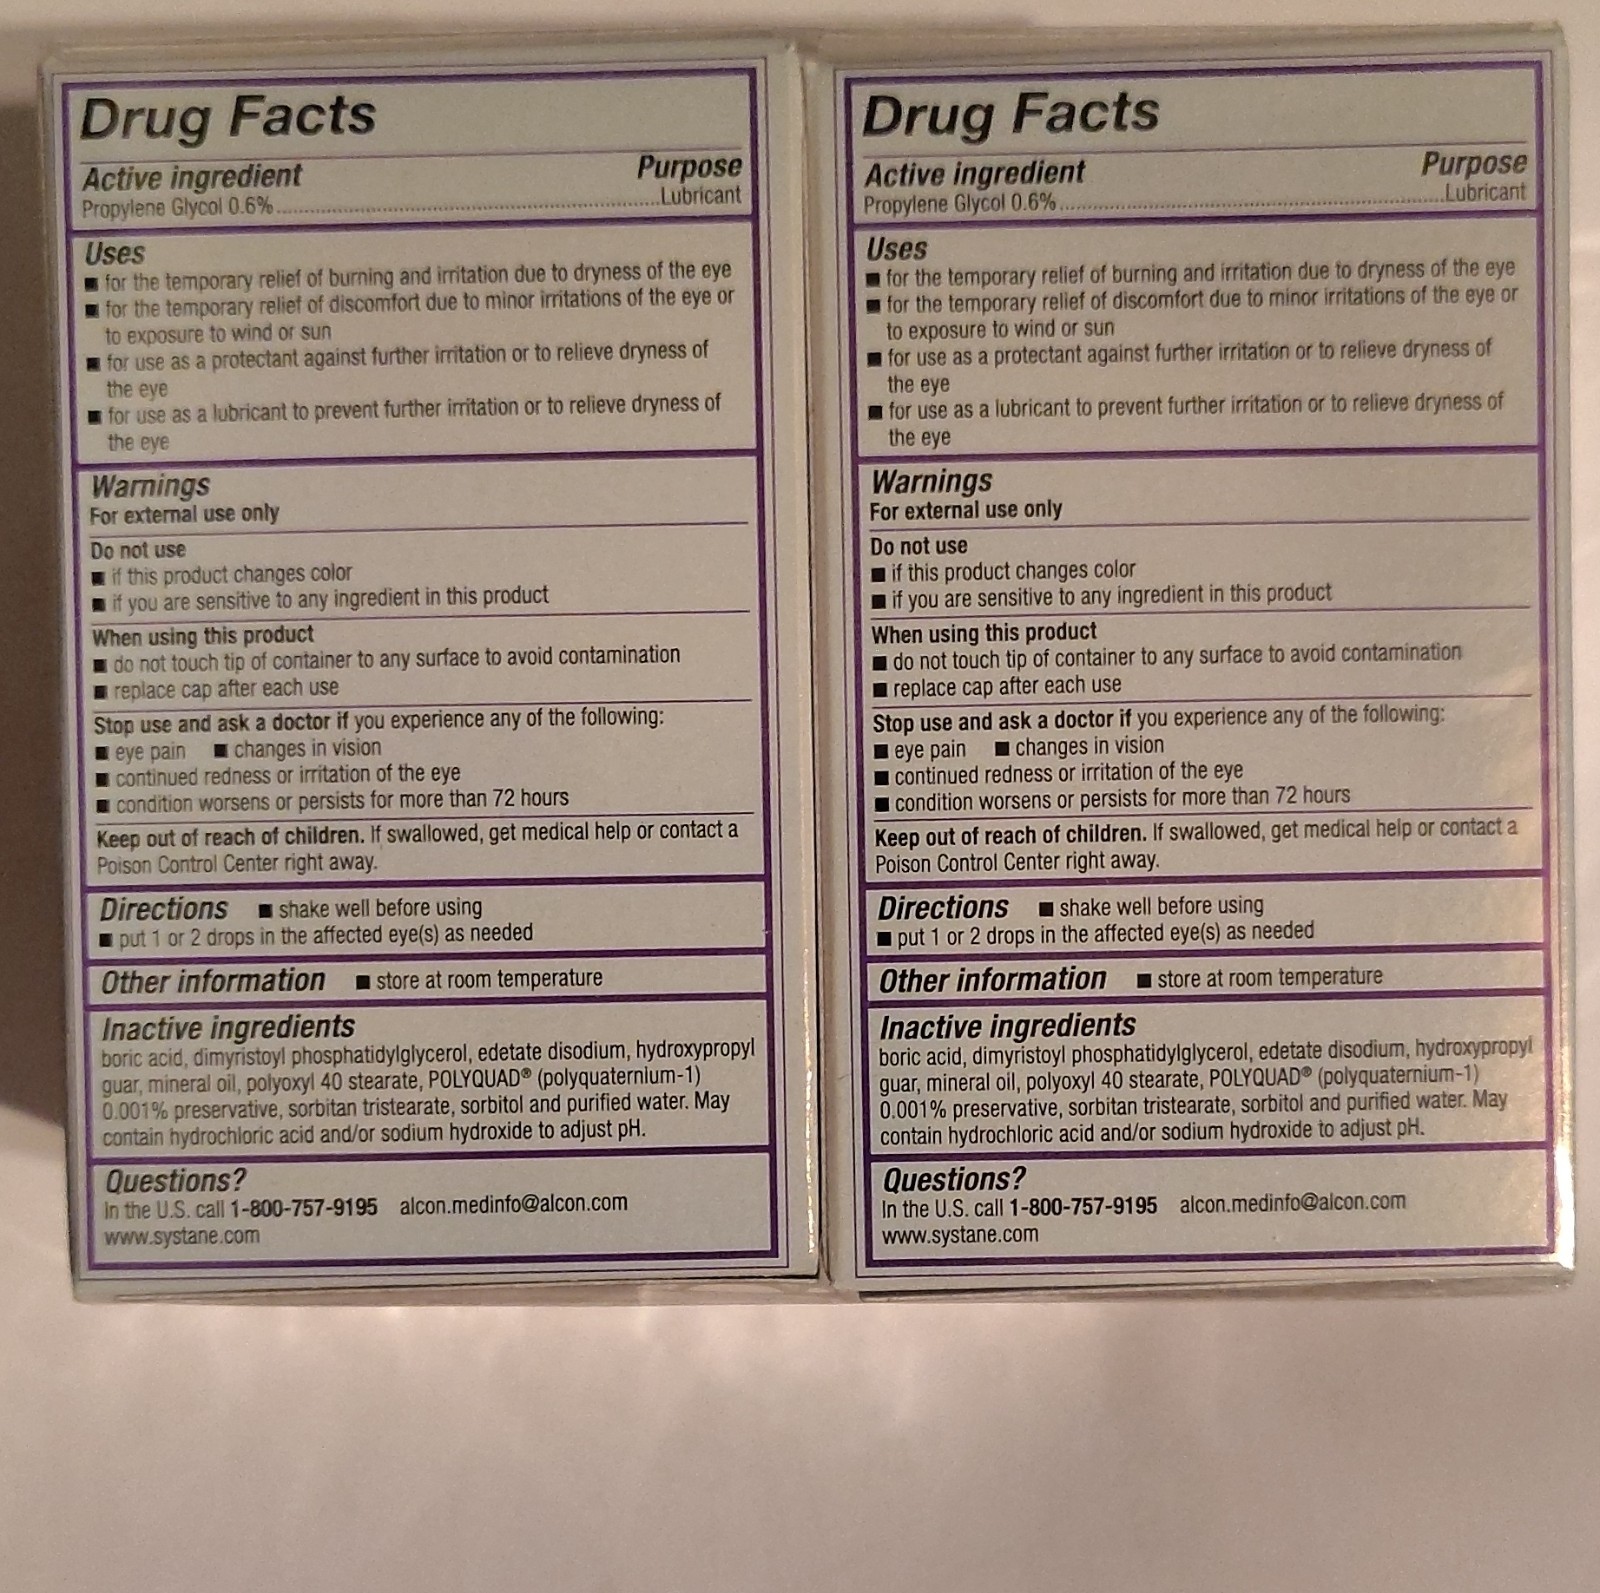 Drug Facts
Active ingredient Purpose
Propylene Glycol 0.6%..........Lubricant
Uses
■ for the temporary relief of burning and irritation due to dryness of the eye
■ for the temporary relief of discomfort due to minor irritations of the eye or
to exposure to wind or sun
■ for use as a protectant against further irritation or to relieve dryness of
the eye
■ for use as a lubricant to prevent further irritation or to relieve dryness of
the eye
Warnings
For external use only
Do not use
■ if this product changes color
■ if you are sensitive to any ingredient in this product
When using this product
■ do not touch tip of container to any surface to avoid contamination
■ replace cap after each use
Stop use and ask a doctor if you experience any of the following:
■ eye pain ■ changes in vision
■ continued redness or irritation of the eye
■ condition worsens or persists for more than 72 hours
Keep out of reach of children. If swallowed, get medical help or contact a
Poison Control Center right away.
Directions ■ shake well before using
■ put 1 or 2 drops in the affected eye(s) as needed
Other information ■ store at room temperature
Inactive ingredients
boric acid, dimyristoyl phosphatidylglycerol, edetate disodium, hydroxypropyl
guar, mineral oil, polyoxyl 40 stearate, POLYQUAD® (polyquaternium-1)
0.001% preservative, sorbitan tristearate, sorbitol and purified water. May
contain hydrochloric acid and/or sodium hydroxide to adjust pH.
Questions?
In the U.S. call 1-800-757-9195 alcon.medinfo@alcon.com
www.systane.com
Drug Facts
Active ingredient Purpose
Propylene Glycol 0.6%..........Lubricant
Uses
■ for the temporary relief of burning and irritation due to dryness of the eye
■ for the temporary relief of discomfort due to minor irritations of the eye or
to exposure to wind or sun
■ for use as a protectant against further irritation or to relieve dryness of
the eye
■ for use as a lubricant to prevent further irritation or to relieve dryness of
the eye
Warnings
For external use only
Do not use
■ if this product changes color
■ if you are sensitive to any ingredient in this product
When using this product
■ do not touch tip of container to any surface to avoid contamination
■ replace cap after each use
Stop use and ask a doctor if you experience any of the following:
■ eye pain ■ changes in vision
■ continued redness or irritation of the eye
■ condition worsens or persists for more than 72 hours
Keep out of reach of children. If swallowed, get medical help or contact a
Poison Control Center right away.
Directions ■ shake well before using
■ put 1 or 2 drops in the affected eye(s) as needed
Other information ■ store at room temperature
Inactive ingredients
boric acid, dimyristoyl phosphatidylglycerol, edetate disodium, hydroxypropyl
guar, mineral oil, polyoxyl 40 stearate, POLYQUAD® (polyquaternium-1)
0.001% preservative, sorbitan tristearate, sorbitol and purified water. May
contain hydrochloric acid and/or sodium hydroxide to adjust pH.
Questions?
In the U.S. call 1-800-757-9195 alcon.medinfo@alcon.com
www.systane.com